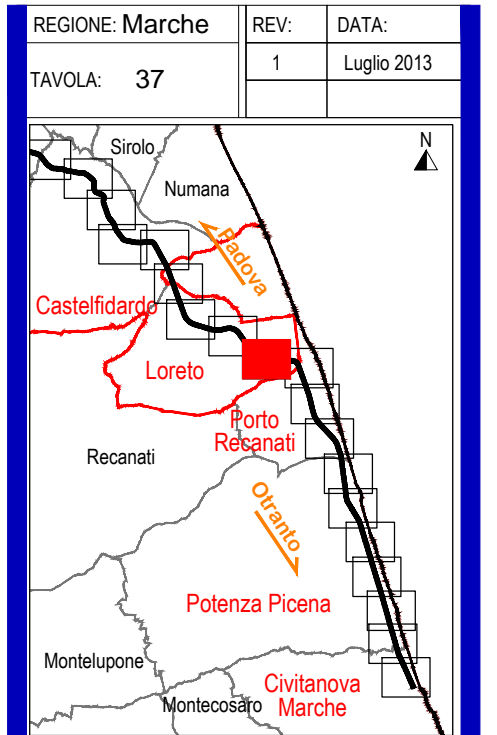 REGIONE: Marche
REV:
DATA:
TAVOLA: 37
1
Luglio 2013
Sirolo
N
Numana
Padova
Castelfidardo
Loreto
Porto
Recanati
Recanati
Otranto
Potenza Picena
Montelupone
Civitanova
Marche
Montecosaro